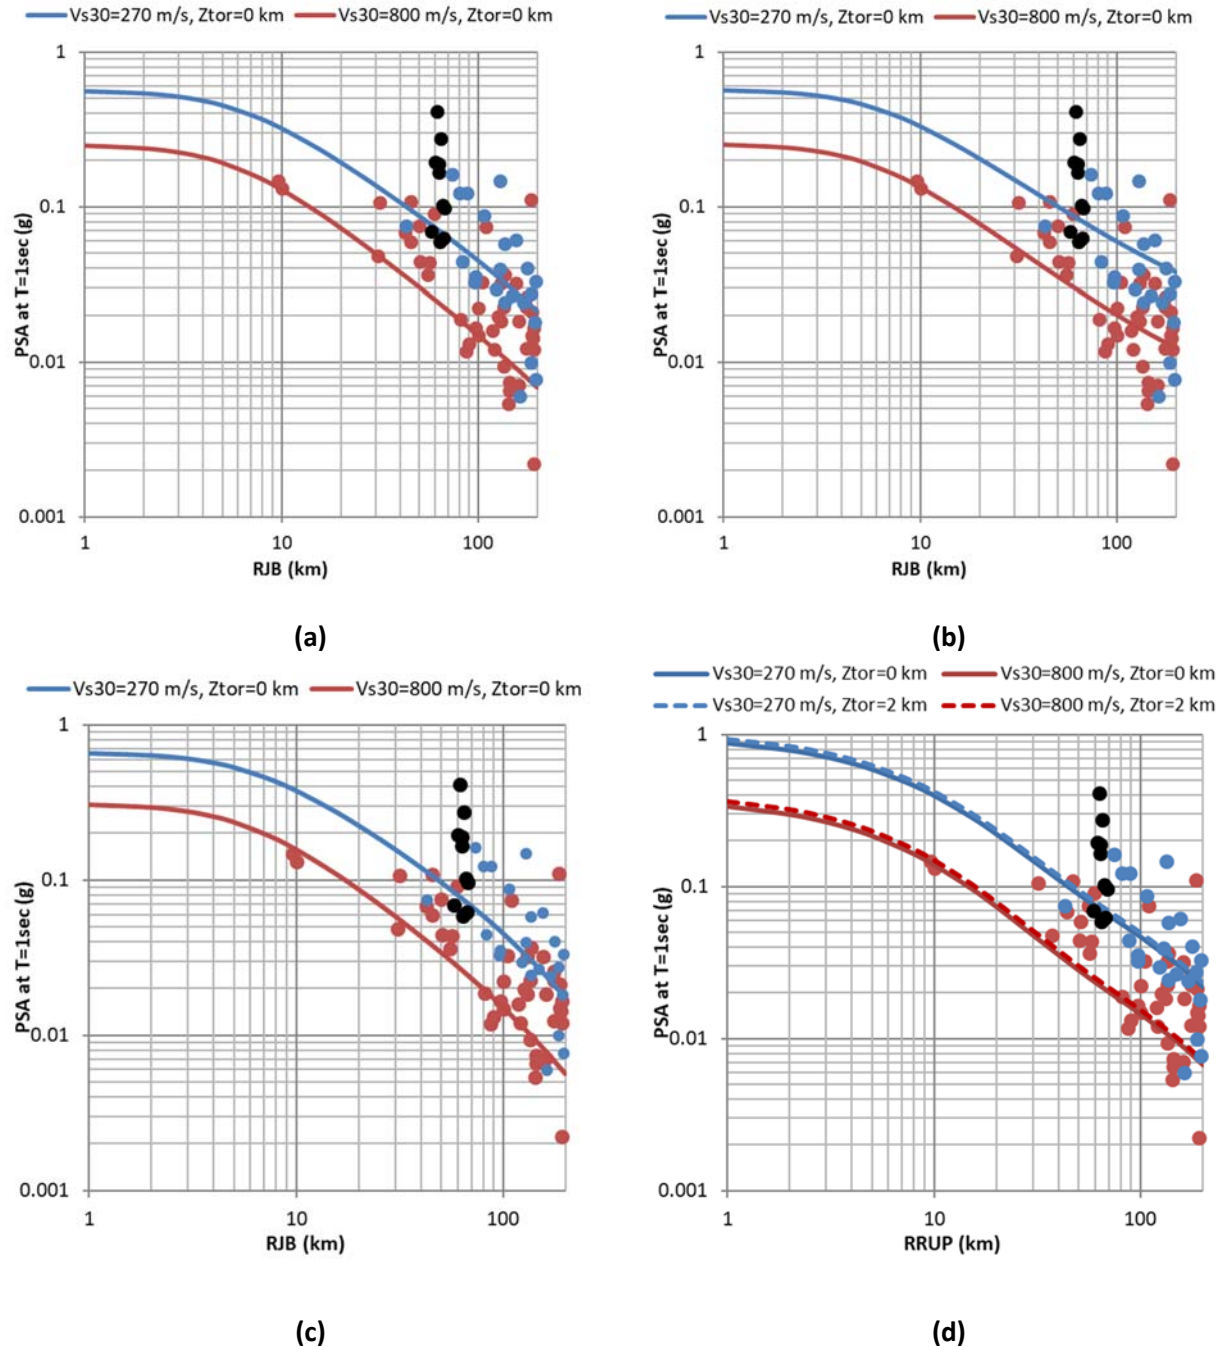 Vs30=270 m/s, Ztor=0 km Vs30=800 m/s, Ztor=0 km
1
0.1
0.01
0.001
PSA at T=1sec (g)
1 10 100
RJB (km)
(a)
Vs30=270 m/s, Ztor=0 km Vs30=800 m/s, Ztor=0 km
1
0.1
0.01
0.001
PSA at T=1sec (g)
1 10 100
RJB (km)
(b)
Vs30=270 m/s, Ztor=0 km Vs30=800 m/s, Ztor=0 km
1
0.1
0.01
0.001
PSA at T=1sec (g)
1 10 100
RJB (km)
(c)
Vs30=270 m/s, Ztor=0 km Vs30=800 m/s, Ztor=0 km
Vs30=270 m/s, Ztor=2 km Vs30=800 m/s, Ztor=2 km
1
0.1
0.01
0.001
PSA at T=1sec (g)
1 10 100
RRUP (km)
(d)